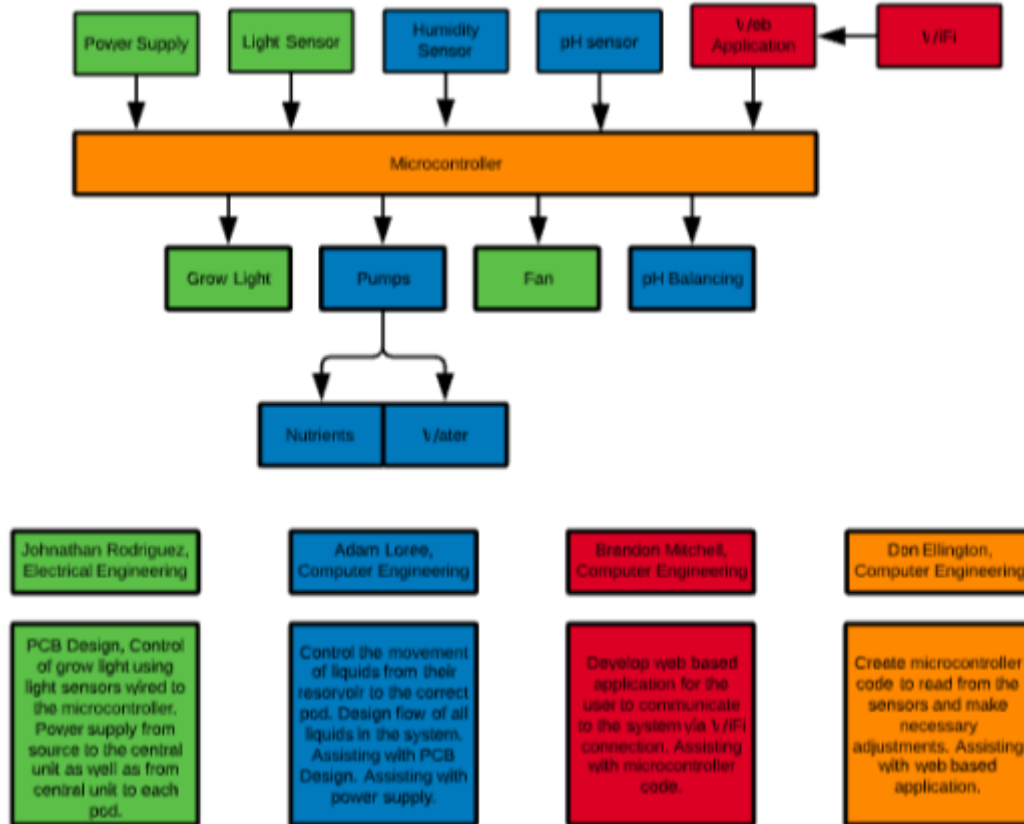 Power Supply
Light Sensor
Humidity
Sensor
pH sensor
Web
Application
WiFi
Microcontroller
Grow Light
Pumps
Fan
pH Balancing
Nutrients
Water
Johnathan Rodriguez,
Electrical Engineering
Adam Loree,
Computer Engineering
Brandon Mitchell,
Computer Engineering
Don Ellington,
Computer Engineering
PCB Design, Control
of grow light using
light sensors wired to
the microcontroller.
Power supply from
source to the central
unit as well as from
central unit to each
pod.
Control the movement
of liquids from their
reservoir to the correct
pod. Design flow of all
liquids in the system.
Assisting with PCB
Design. Assisting with
power supply.
Develop web based
application for the
user to communicate
to the system via WiFi
connection. Assisting
with microcontroller
code.
Create microcontroller
code to read from the
sensors and make
necessary
adjustments. Assisting
with web based
application.